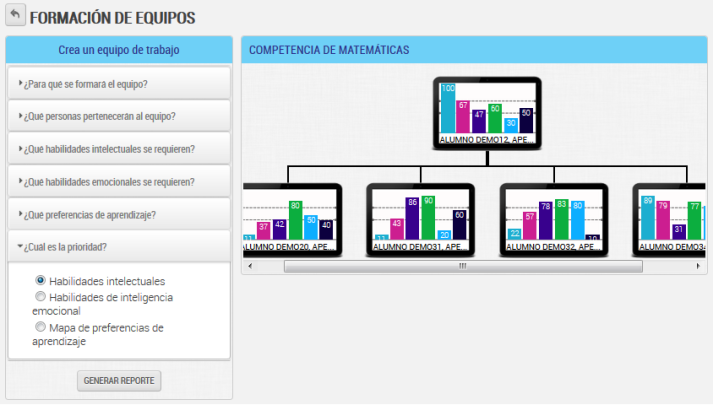 FORMACIÓN DE EQUIPOS
Crea un equipo de trabajo
¿Para qué se formará el equipo?
¿Qué personas pertenecerán al equipo?
¿Qué habilidades intelectuales se requieren?
¿Qué habilidades emocionales se requieren?
¿Qué preferencias de aprendizaje?
¿Cuál es la prioridad?
Habilidades intelectuales
Habilidades de inteligencia
emocional
Mapa de preferencias de
aprendizaje
GENERAR REPORTE
COMPETENCIA DE MATEMÁTICAS
100 67 47 60 30 50
ALUMNO DEMO12, APE...
37 42 80 50 40
ALUMNO DEMO20, APE...
43 86 90 20 60
ALUMNO DEMO31, APE...
22 57 78 83 80 10
ALUMNO DEMO32, APE...
89 79 31 77
ALUMNO DEMO3